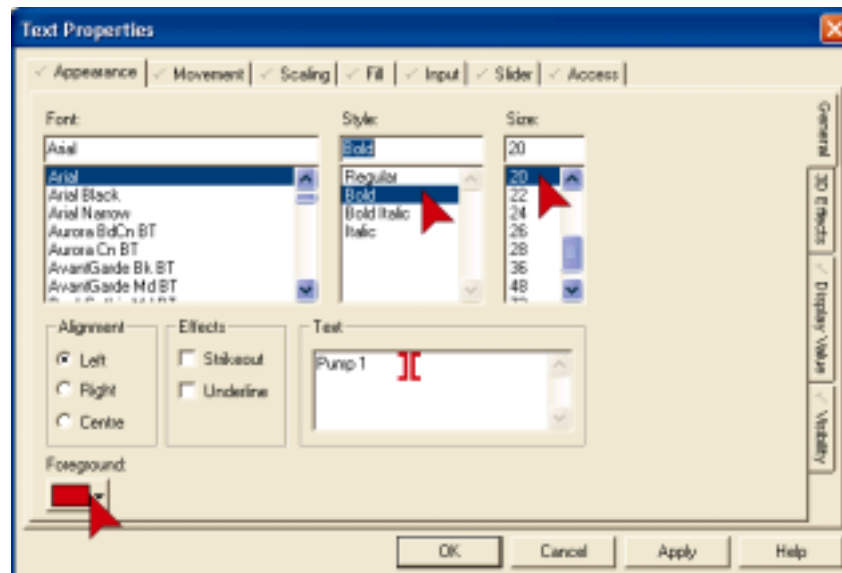 Text Properties
Appearance Movement Scaling Fill Input Slider Access
General
3D Effects
Display Value
Visibility
Font: Style: Size:
Arial Bold 20
Arial
Arial Black
Arial Narrow
Aurora BdCn BT
Aurora Cn BT
AvantGarde Bk BT
AvantGarde Md BT
Regular
Bold
Bold Italic
Italic
20
22
24
26
28
36
48
Alignment
Left
Right
Centre
Effects
Strikeout
Underline
Text
Pump 1
Foreground:
OK Cancel Apply Help